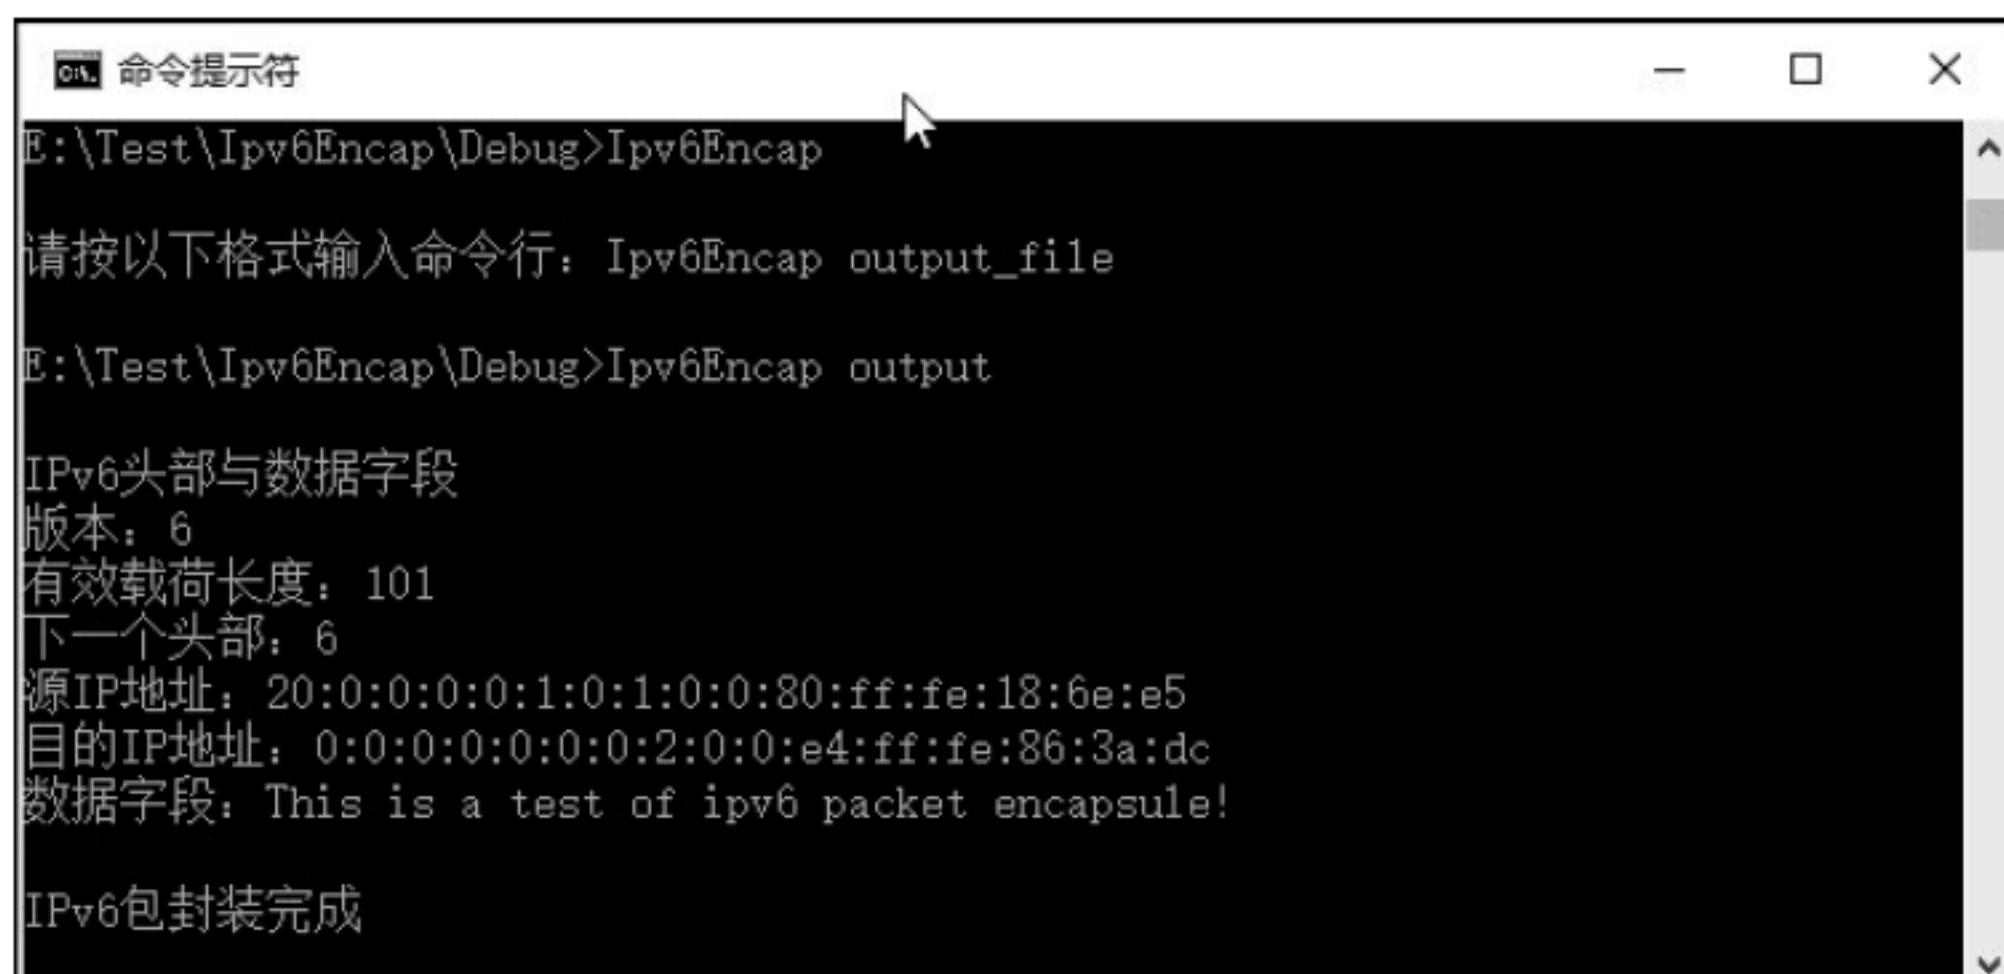 命令提示符
E:\Test\Ipv6Encap\Debug>Ipv6Encap
请按以下格式输入命令行：Ipv6Encap output_file
E:\Test\Ipv6Encap\Debug>Ipv6Encap output
IPv6头部与数据字段
版本：6
有效载荷长度：101
下一个头部：6
源IP地址：20:0:0:0:0:1:0:1:0:0:80:ff:fe:18:6e:e5
目的IP地址：0:0:0:0:0:0:0:2:0:0:e4:ff:fe:86:3a:dc
数据字段：This is a test of ipv6 packet encapsule!
IPv6包封装完成